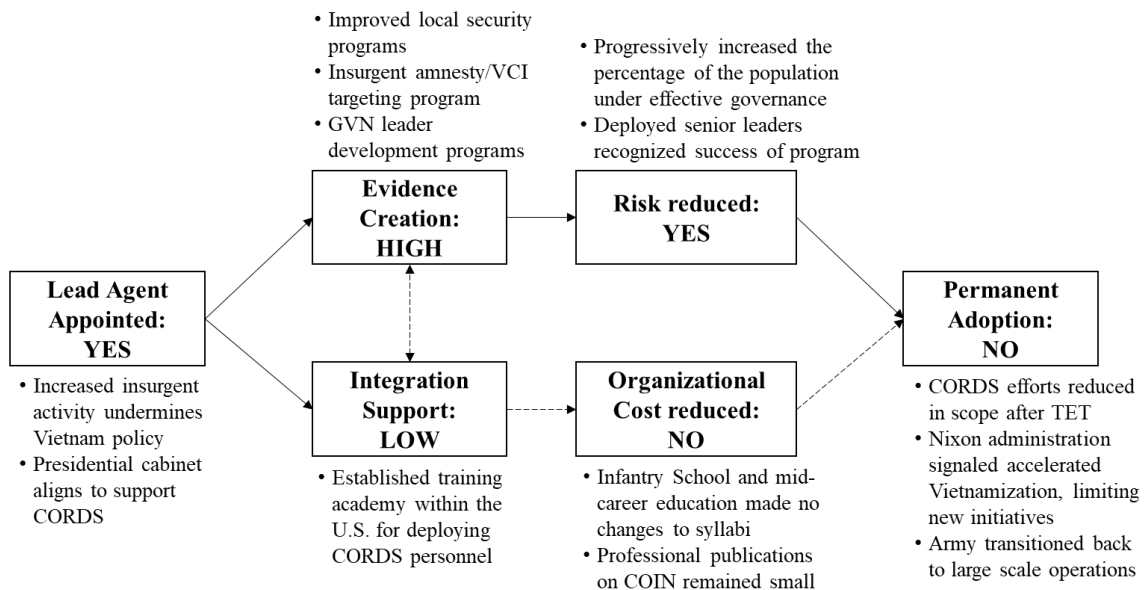 • Improved local security
programs
• Insurgent amnesty/VCI
targeting program
• GVN leader
development programs
• Progressively increased the
percentage of the population
under effective governance
• Deployed senior leaders
recognized success of program
Evidence
Creation:
HIGH
Risk reduced:
YES
Lead Agent
Appointed:
YES
• Increased insurgent
activity undermines
Vietnam policy
• Presidential cabinet
aligns to support
CORDS
Integration
Support:
LOW
• Established training
academy within the
U.S. for deploying
CORDS personnel
Organizational
Cost reduced:
NO
• Infantry School and mid-
career education made no
changes to syllabi
• Professional publications
on COIN remained small
Permanent
Adoption:
NO
• CORDS efforts reduced
in scope after TET
• Nixon administration
signaled accelerated
Vietnamization, limiting
new initiatives
• Army transitioned back
to large scale operations